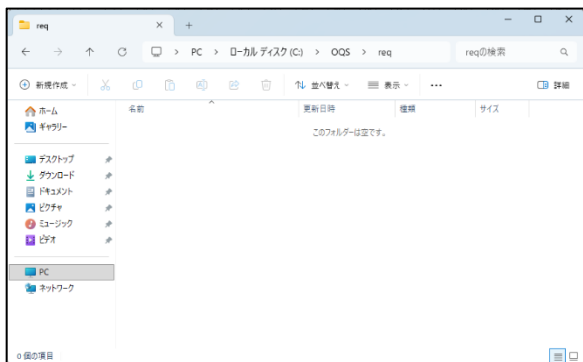 req
PC > ローカル ディスク (C:) > OQS > req
reqの検索
新規作成
並べ替え
表示
詳細
名前
更新日時
種類
サイズ
このフォルダーは空です。
ホーム
ギャラリー
デスクトップ
ダウンロード
ドキュメント
ピクチャ
ミュージック
ビデオ
PC
ネットワーク
0 個の項目